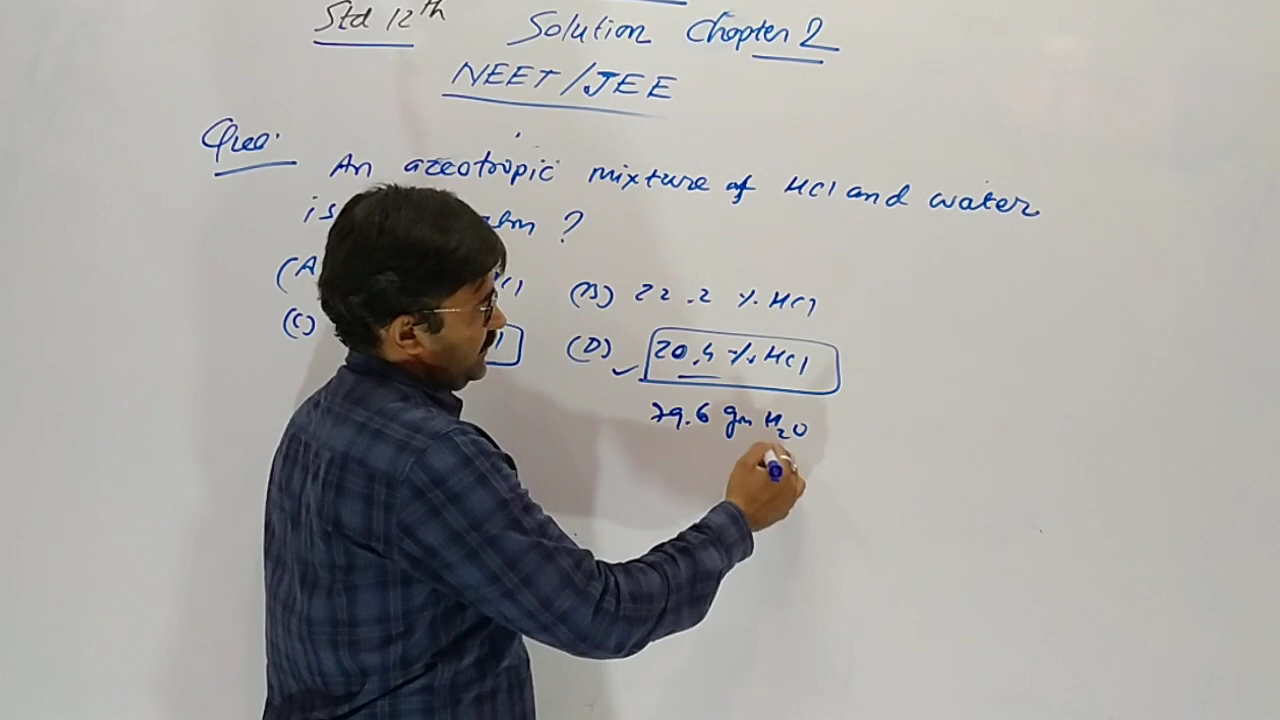 Std 12th Solution Chapter 2
NEET/JEE
Que:
An azeotropic mixture of HCl and water
is ?
(A (B) 22.2 % HCl
(C) (D) 20.4 % HCl
79.6 gm H2O